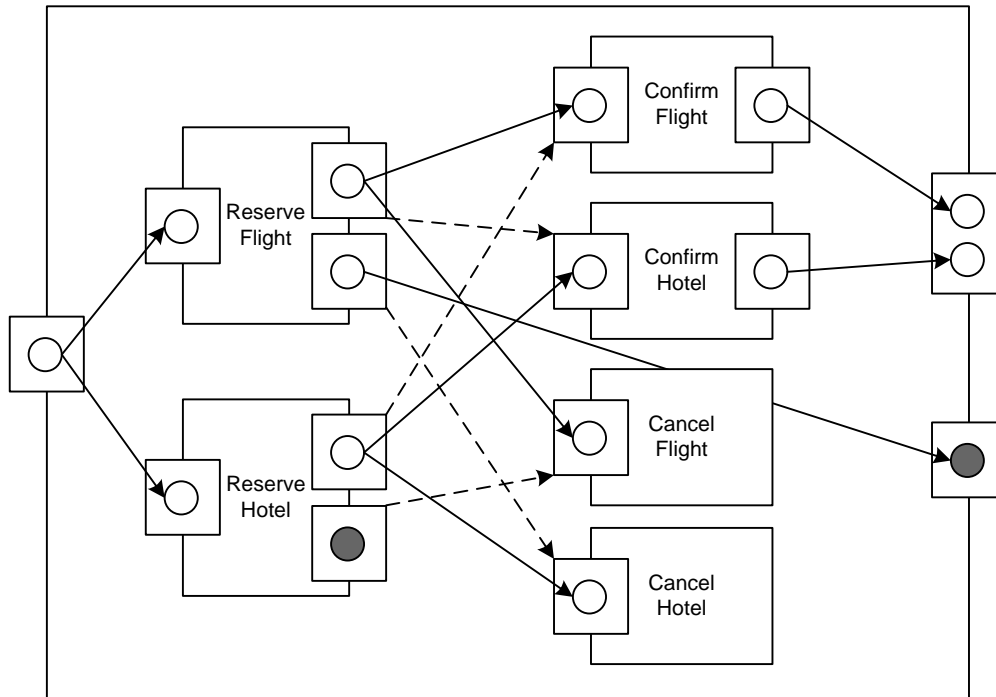 Confirm
Flight
Reserve
Flight
Confirm
Hotel
Cancel
Flight
Reserve
Hotel
Cancel
Hotel